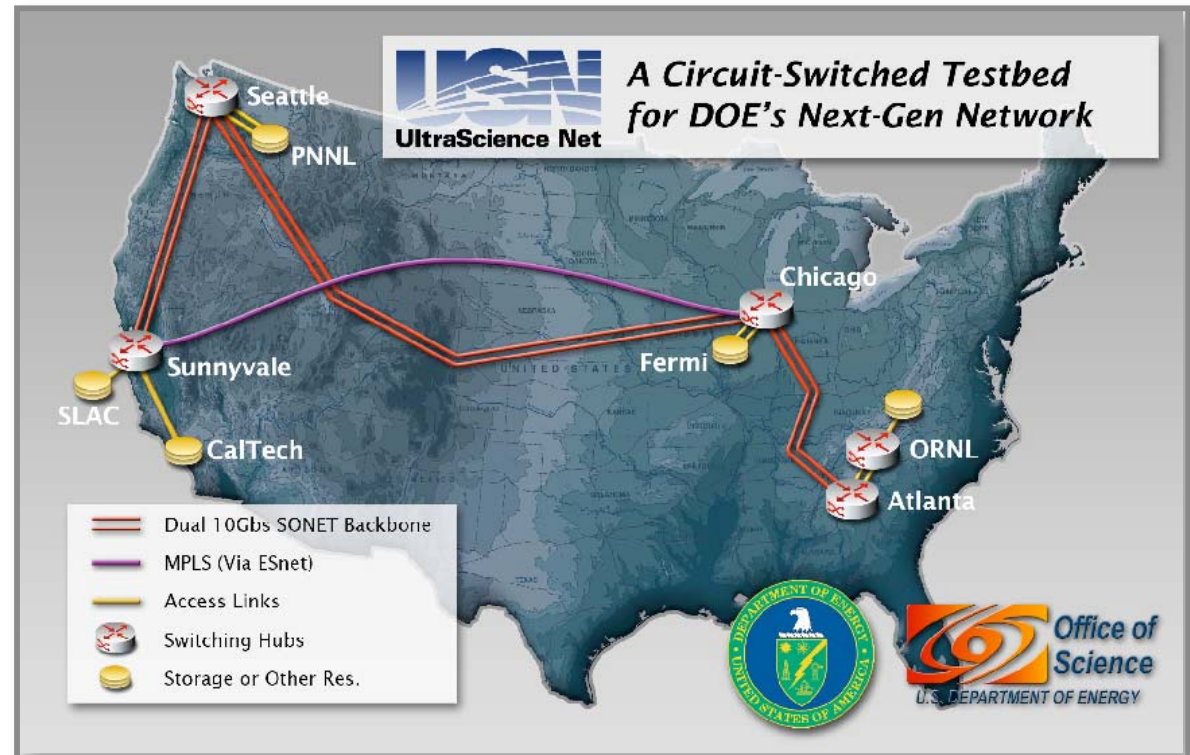 USN
UltraScience Net
A Circuit-Switched Testbed
for DOE's Next-Gen Network
Seattle
PNNL
Chicago
Sunnyvale
Fermi
UNITED STATES
SLAC
CalTech
ORNL
Atlanta
Dual 10Gbs SONET Backbone
MPLS (Via ESnet)
Access Links
Switching Hubs
Storage or Other Res.
DEPARTMENT OF ENERGY
UNITED STATES OF AMERICA
Office of
Science
U.S. DEPARTMENT OF ENERGY